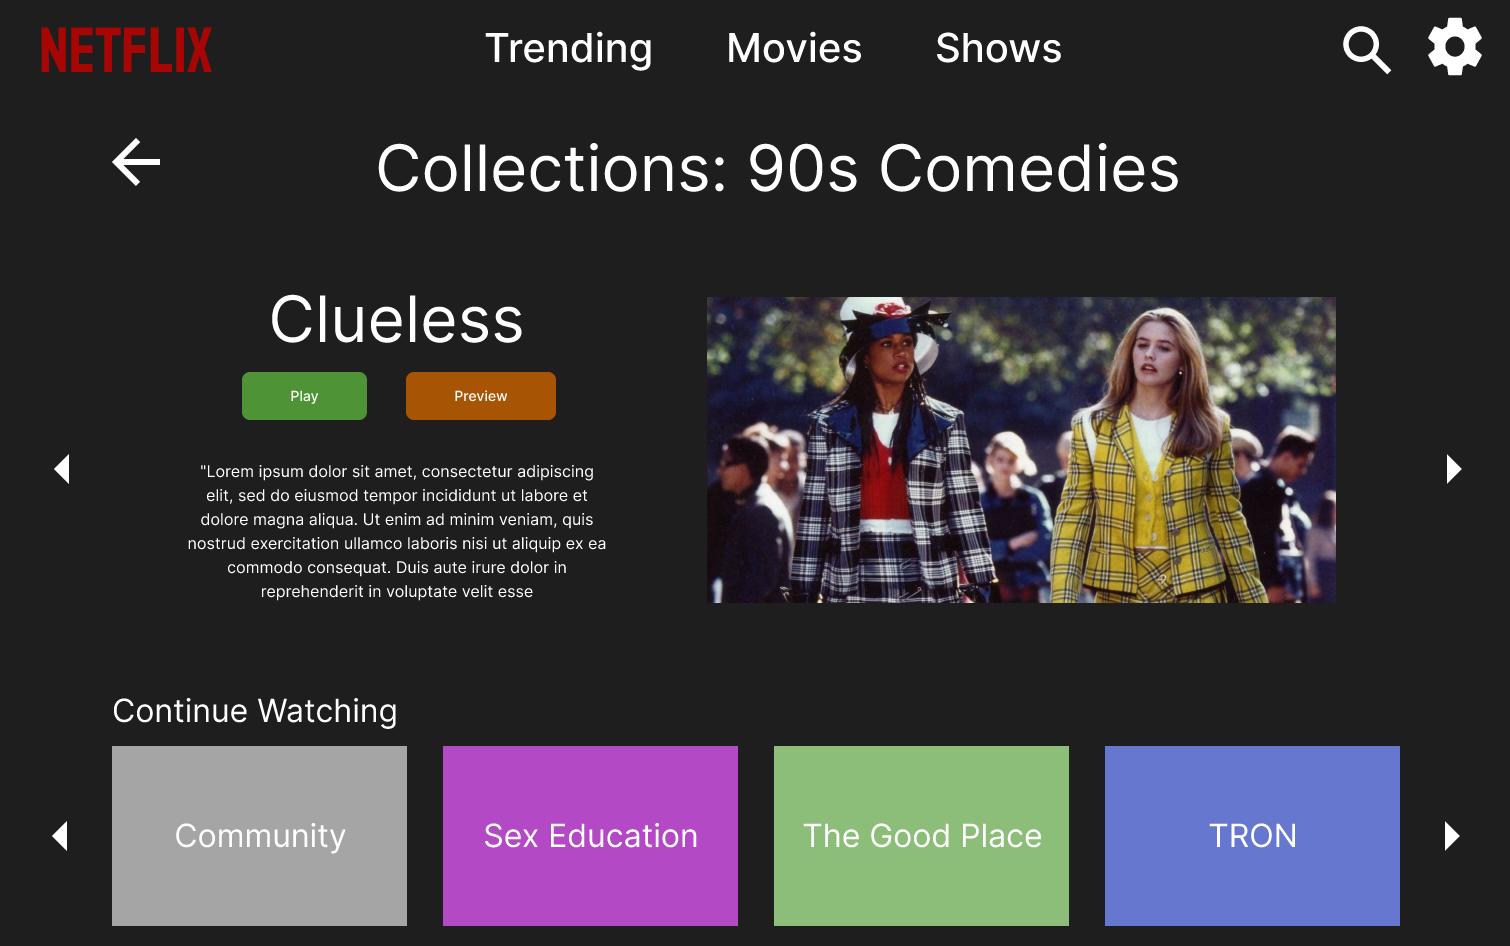 NETFLIX
Trending
Movies
Shows
Collections: 90s Comedies
Clueless
Play
Preview
"Lorem ipsum dolor sit amet, consectetur adipiscing
elit, sed do eiusmod tempor incididunt ut labore et
dolore magna aliqua. Ut enim ad minim veniam, quis
nostrud exercitation ullamco laboris nisi ut aliquip ex ea
commodo consequat. Duis aute irure dolor in
reprehenderit in voluptate velit esse
Continue Watching
Community
Sex Education
The Good Place
TRON